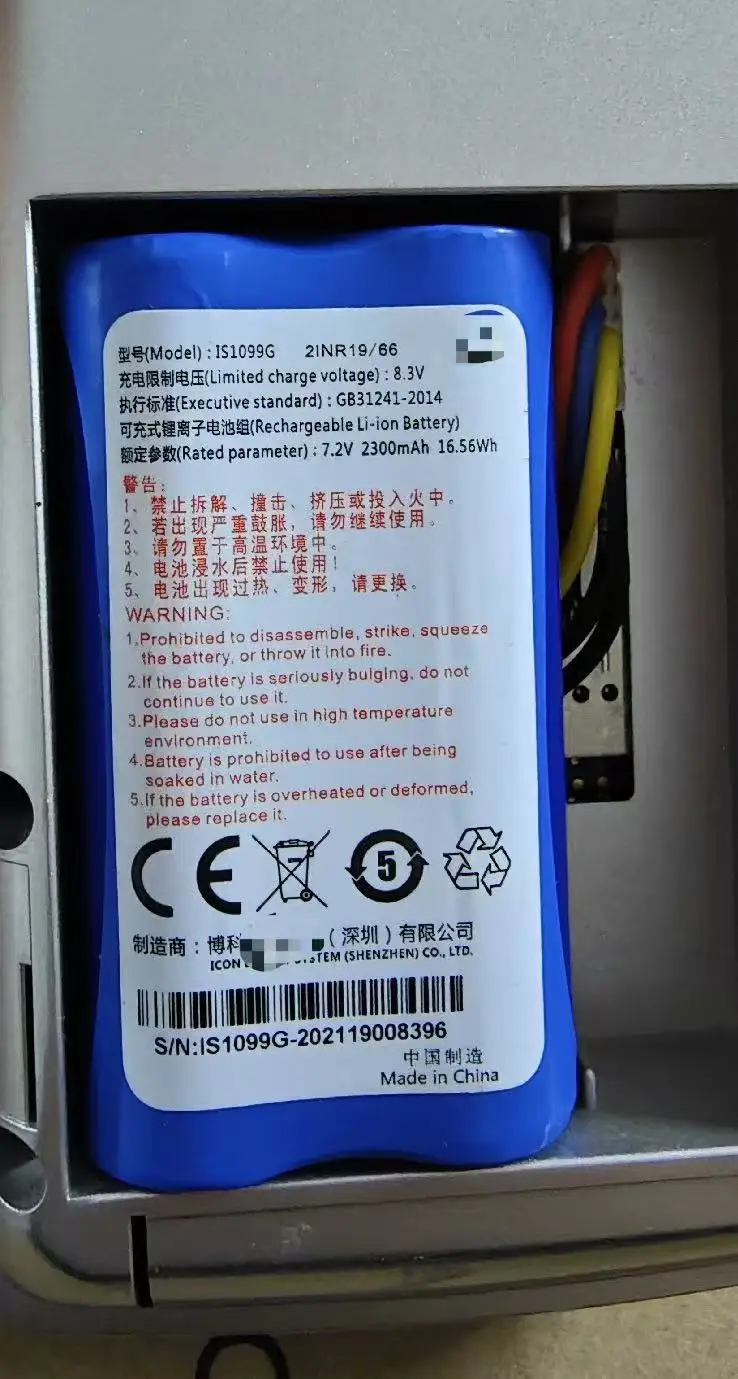 型号(Model) : IS1099G 2INR19/66
充电限制电压(Limited charge voltage) : 8.3V
执行标准(Executive standard) : GB31241-2014
可充式锂离子电池组(Rechargeable Li-ion Battery)
额定参数(Rated parameter) : 7.2V 2300mAh 16.56Wh
警告:
1、禁止拆解、撞击、挤压或投入火中。
2、若出现严重鼓胀，请勿继续使用。
3、请勿置于高温环境中。
4、电池浸水后禁止使用！
5、电池出现过热、变形，请更换。
WARNING:
1.Prohibited to disassemble, strike, squeeze
the battery, or throw it into fire.
2.If the battery is seriously bulging, do not
continue to use it.
3.Please do not use in high temperature
environment.
4.Battery is prohibited to use after being
soaked in water.
5.If the battery is overheated or deformed,
please replace it.
CE 5
制造商：博科（深圳）有限公司
ICON (SHENZHEN) CO., LTD.
S/N:IS1099G-202119008396
中国制造
Made in China